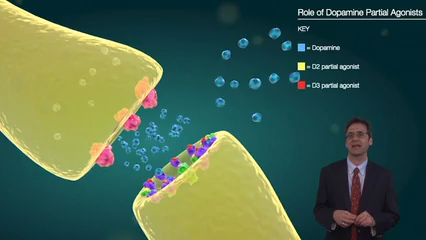 Role of Dopamine Partial Agonists
KEY
= Dopamine
= D2 partial agonist
= D3 partial agonist